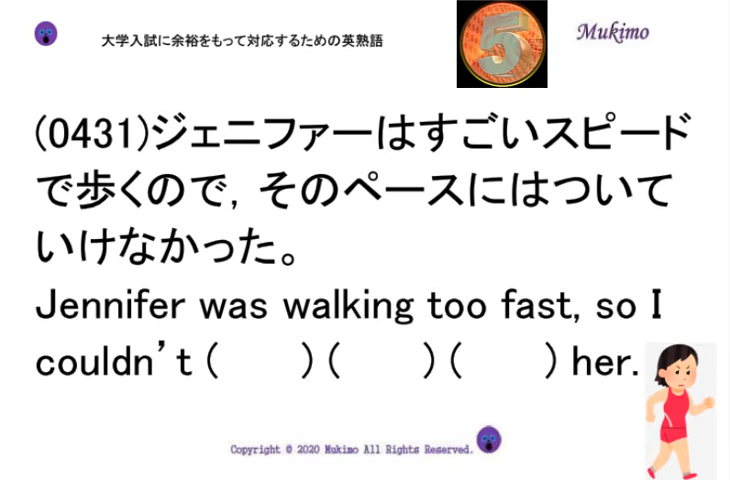 大学入試に余裕をもって対応するための英熟語
5
Mukimo
(0431)ジェニファーはすごいスピード
で歩くので，そのペースにはついて
いけなかった。
Jennifer was walking too fast, so I
couldn't (　　) (　　) (　　) her.
Copyright © 2020 Mukimo All Rights Reserved.